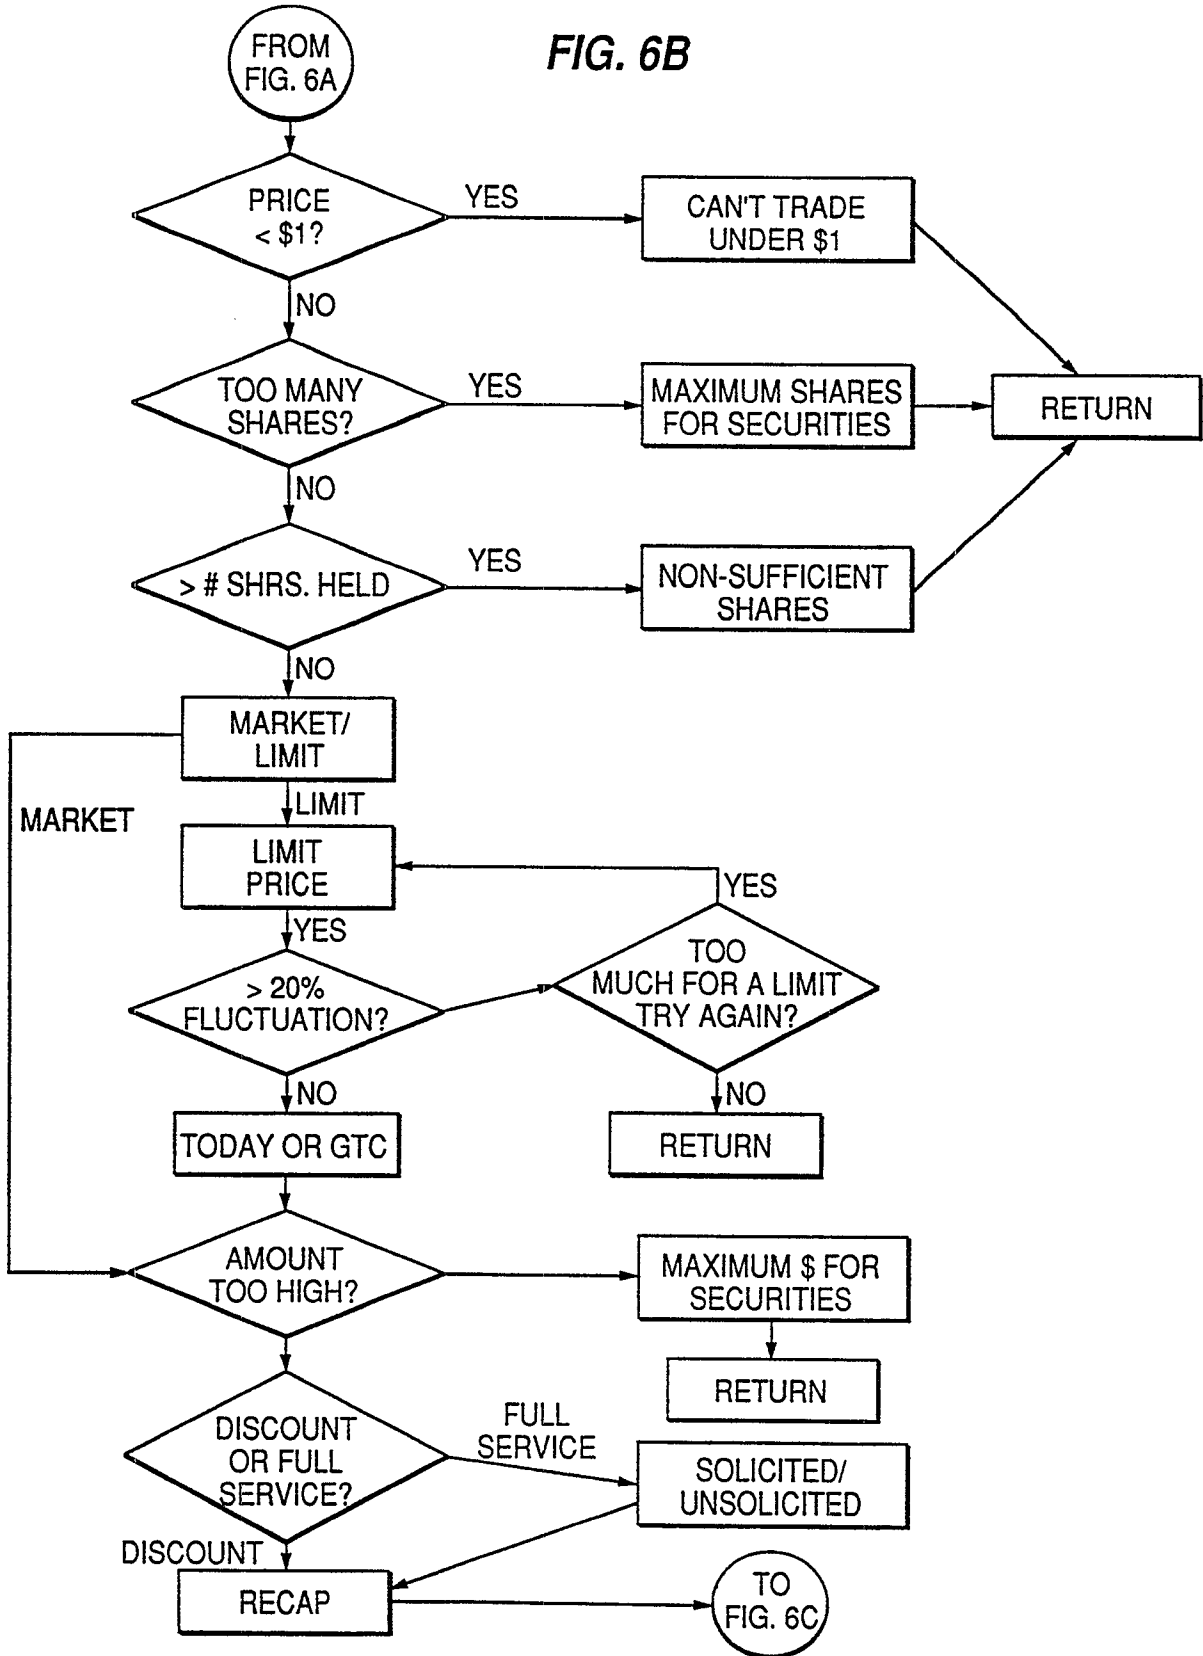 FROM
FIG. 6A
FIG. 6B
PRICE
< $1?
YES
CAN'T TRADE
UNDER $1
NO
TOO MANY
SHARES?
YES
MAXIMUM SHARES
FOR SECURITIES
RETURN
NO
> # SHRS. HELD
YES
NON-SUFFICIENT
SHARES
NO
MARKET/
LIMIT
MARKET
LIMIT
LIMIT
PRICE
YES
YES
> 20%
FLUCTUATION?
TOO
MUCH FOR A LIMIT
TRY AGAIN?
NO
NO
TODAY OR GTC
RETURN
AMOUNT
TOO HIGH?
MAXIMUM $ FOR
SECURITIES
RETURN
DISCOUNT
OR FULL
SERVICE?
FULL
SERVICE
SOLICITED/
UNSOLICITED
DISCOUNT
RECAP
TO
FIG. 6C